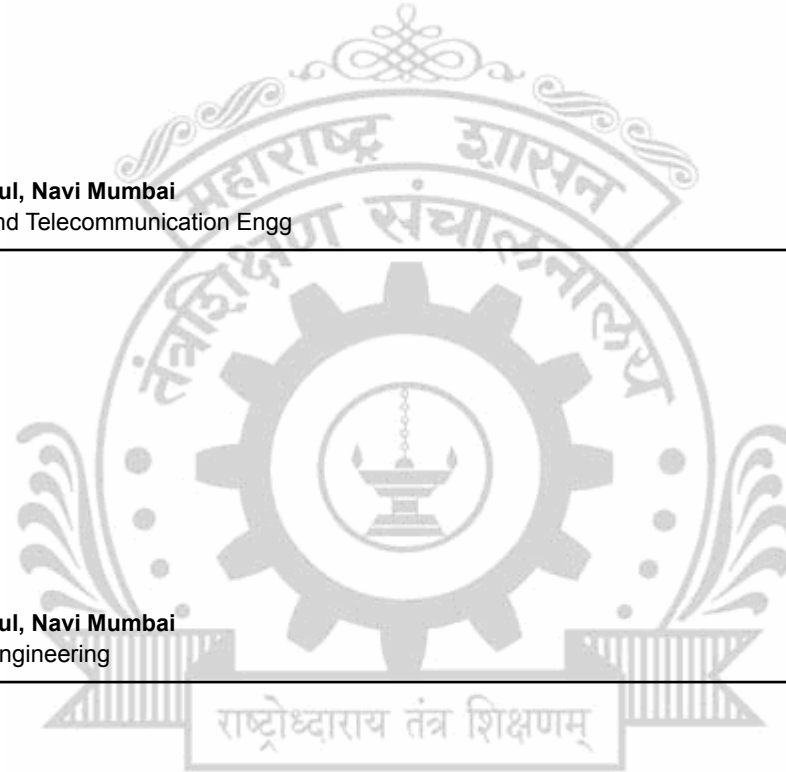 महाराष्ट्र शासन
तंत्रशिक्षण संचालनालय
ul, Navi Mumbai
nd Telecommunication Engg
ul, Navi Mumbai
ngineering
राष्ट्रोध्दाराय तंत्र शिक्षणम्